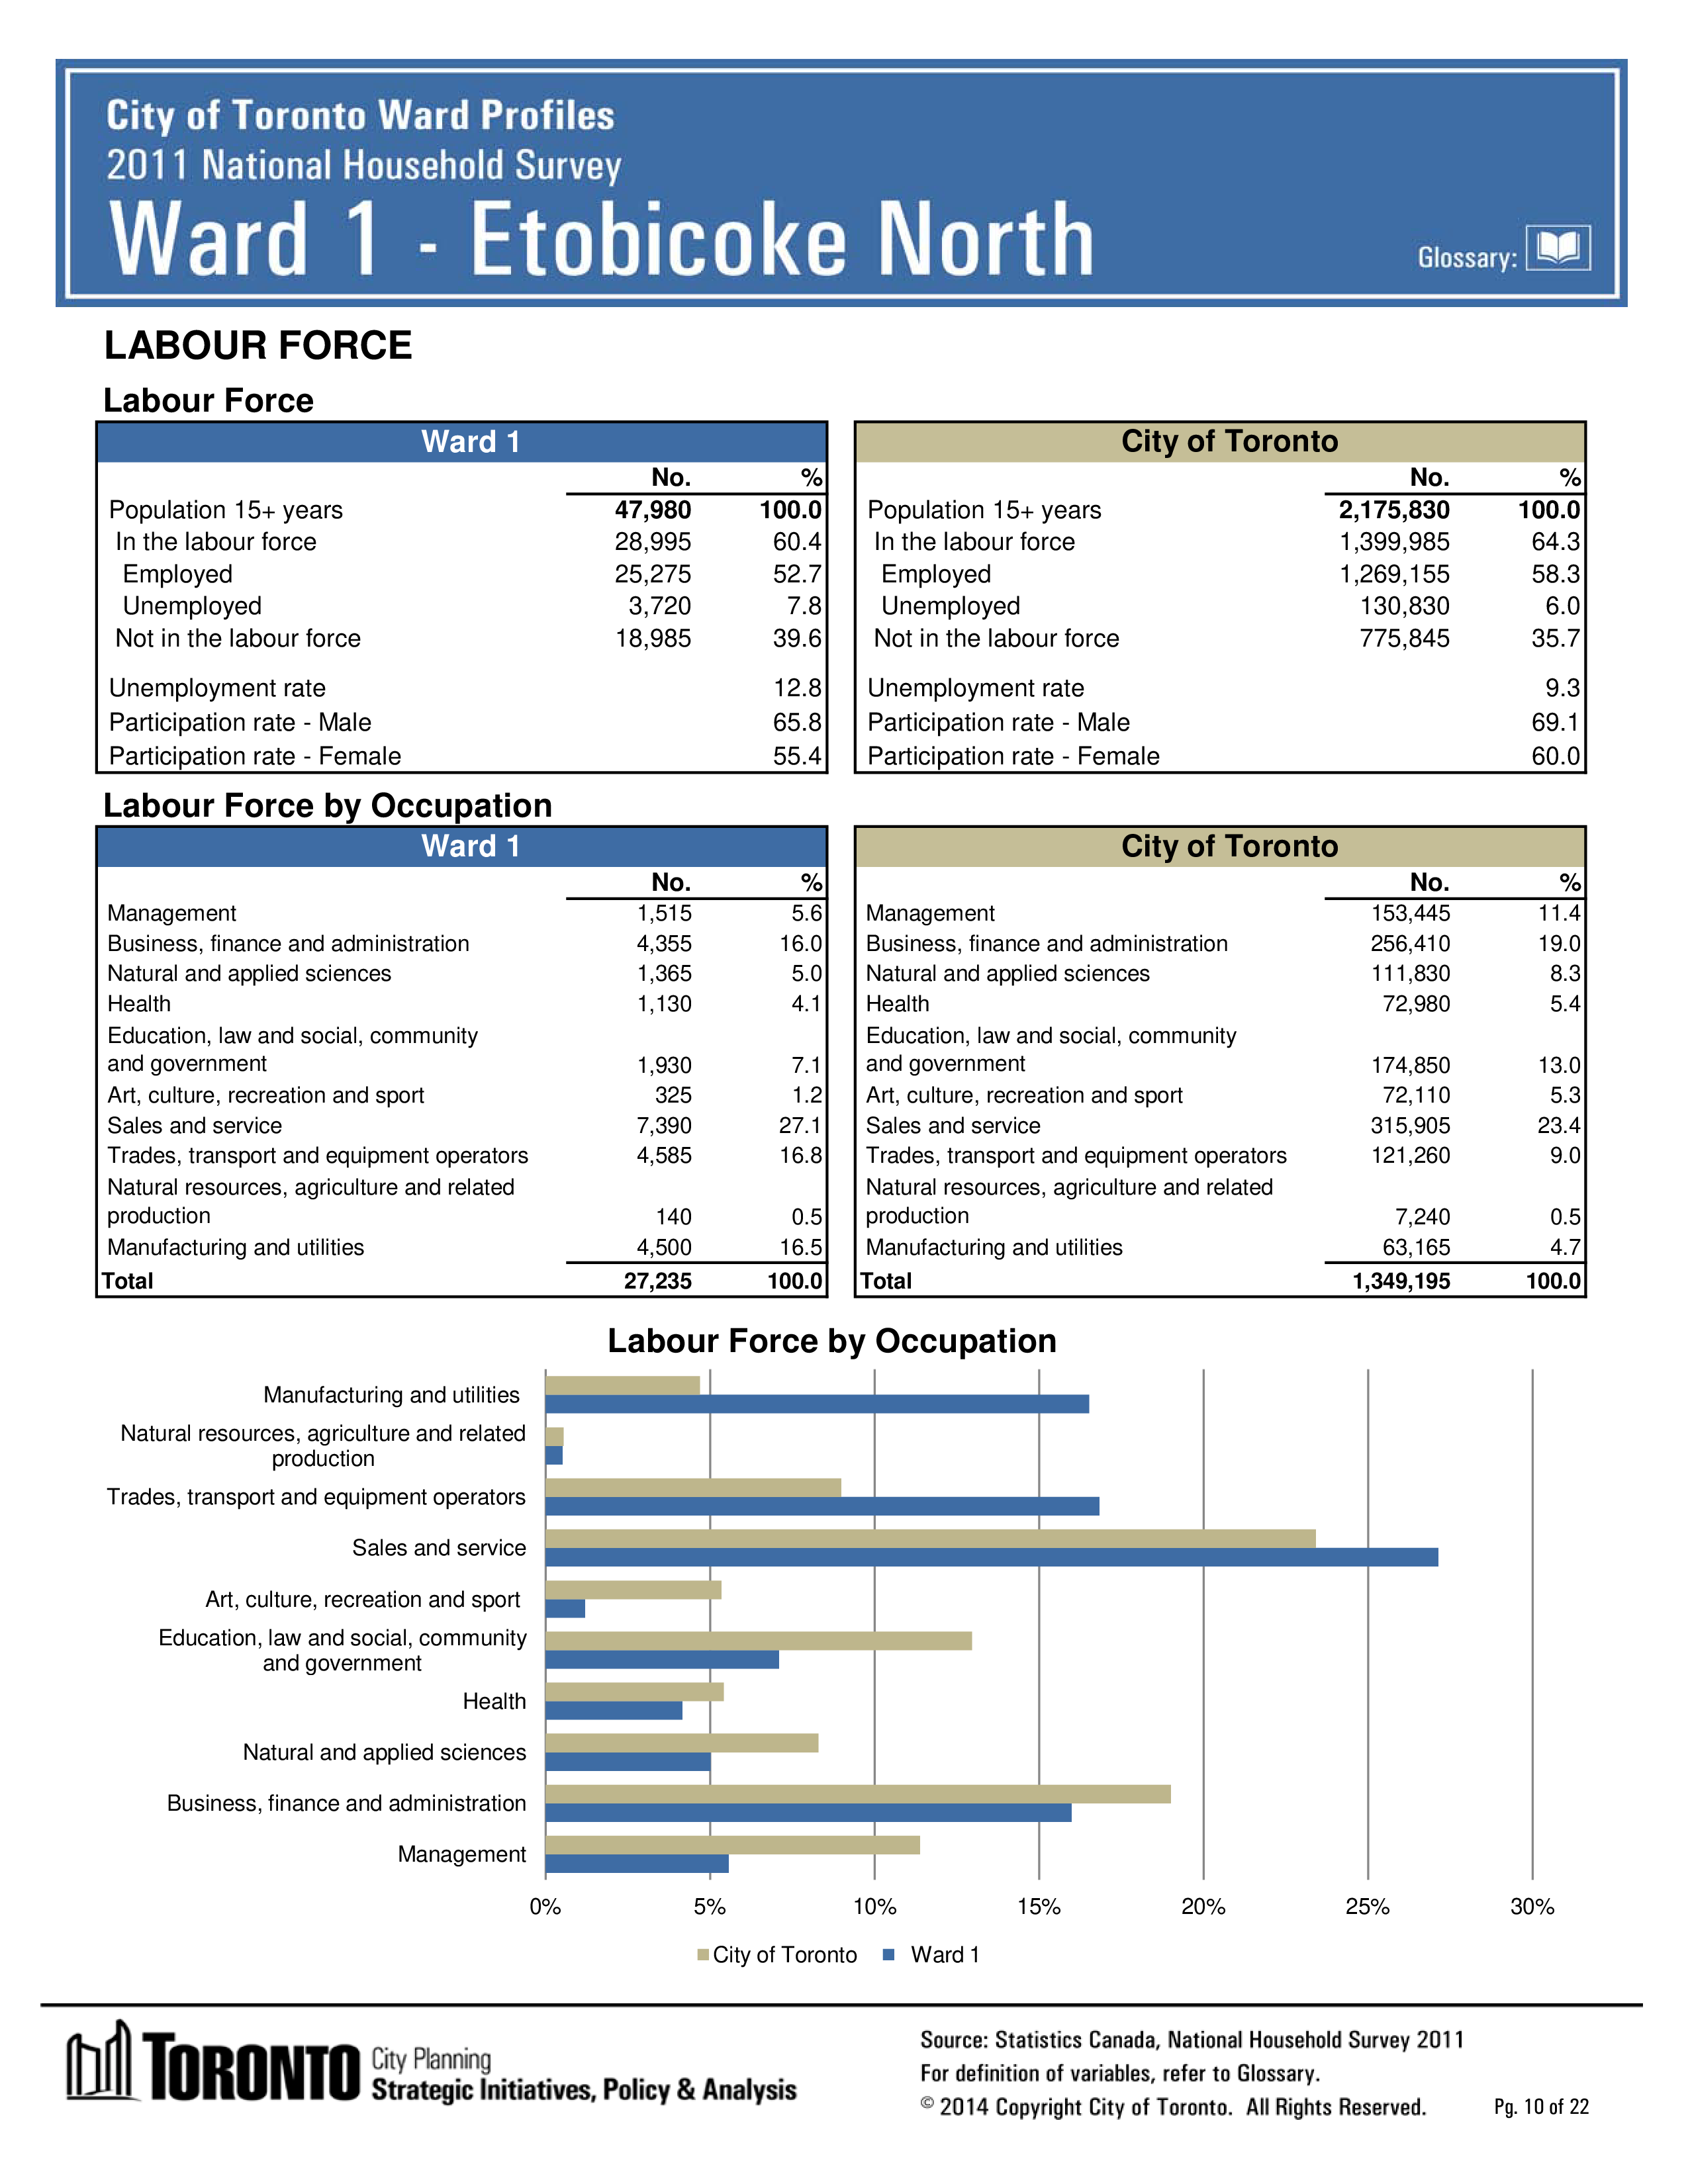 City of Toronto Ward Profiles
2011 National Household Survey
Ward 1 - Etobicoke North
Glossary:
LABOUR FORCE
Labour Force
Ward 1
No. %
Population 15+ years 47,980 100.0
In the labour force 28,995 60.4
Employed 25,275 52.7
Unemployed 3,720 7.8
Not in the labour force 18,985 39.6
Unemployment rate 12.8
Participation rate - Male 65.8
Participation rate - Female 55.4
City of Toronto
No. %
Population 15+ years 2,175,830 100.0
In the labour force 1,399,985 64.3
Employed 1,269,155 58.3
Unemployed 130,830 6.0
Not in the labour force 775,845 35.7
Unemployment rate 9.3
Participation rate - Male 69.1
Participation rate - Female 60.0
Labour Force by Occupation
Ward 1
No. %
Management 1,515 5.6
Business, finance and administration 4,355 16.0
Natural and applied sciences 1,365 5.0
Health 1,130 4.1
Education, law and social, community
and government 1,930 7.1
Art, culture, recreation and sport 325 1.2
Sales and service 7,390 27.1
Trades, transport and equipment operators 4,585 16.8
Natural resources, agriculture and related
production 140 0.5
Manufacturing and utilities 4,500 16.5
Total 27,235 100.0
City of Toronto
No. %
Management 153,445 11.4
Business, finance and administration 256,410 19.0
Natural and applied sciences 111,830 8.3
Health 72,980 5.4
Education, law and social, community
and government 174,850 13.0
Art, culture, recreation and sport 72,110 5.3
Sales and service 315,905 23.4
Trades, transport and equipment operators 121,260 9.0
Natural resources, agriculture and related
production 7,240 0.5
Manufacturing and utilities 63,165 4.7
Total 1,349,195 100.0
Labour Force by Occupation
Manufacturing and utilities
Natural resources, agriculture and related
production
Trades, transport and equipment operators
Sales and service
Art, culture, recreation and sport
Education, law and social, community
and government
Health
Natural and applied sciences
Business, finance and administration
Management
0% 5% 10% 15% 20% 25% 30%
City of Toronto Ward 1
TORONTO
City Planning
Strategic Initiatives, Policy & Analysis
Source: Statistics Canada, National Household Survey 2011
For definition of variables, refer to Glossary.
© 2014 Copyright City of Toronto. All Rights Reserved.
Pg. 10 of 22